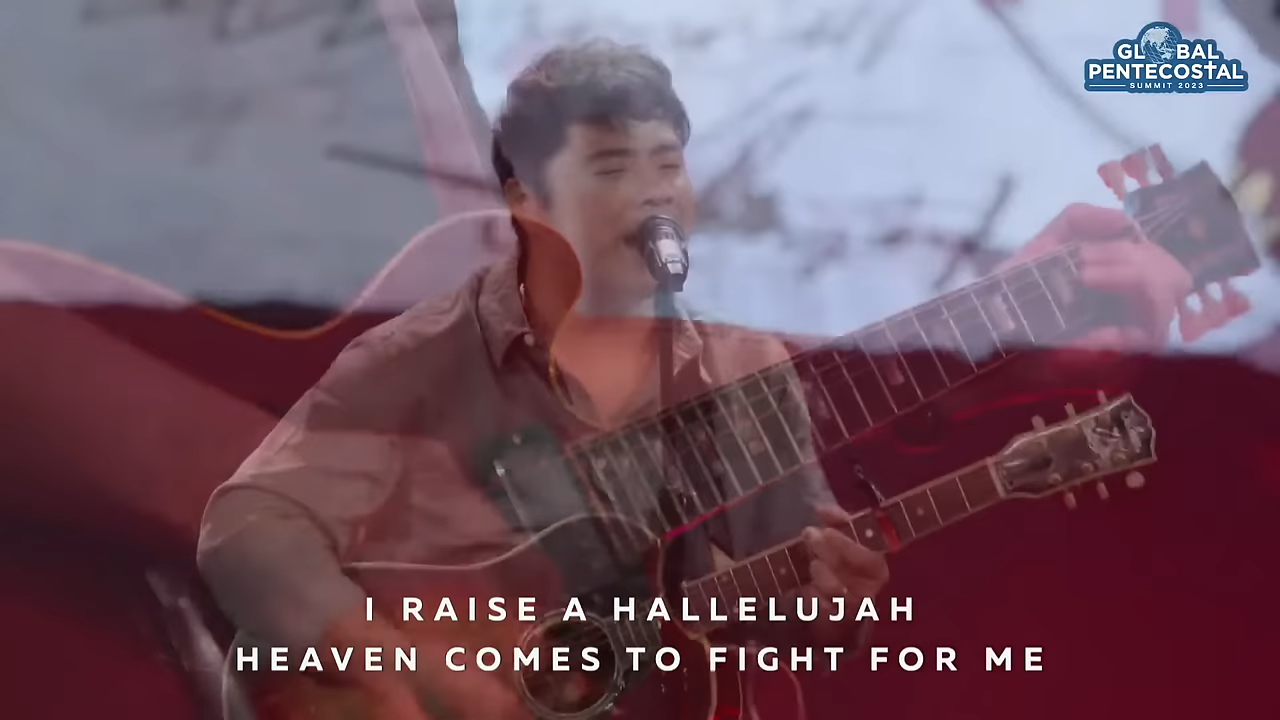 GLOBAL
PENTECOSTAL
SUMMIT 2023
I RAISE A HALLELUJAH
HEAVEN COMES TO FIGHT FOR ME